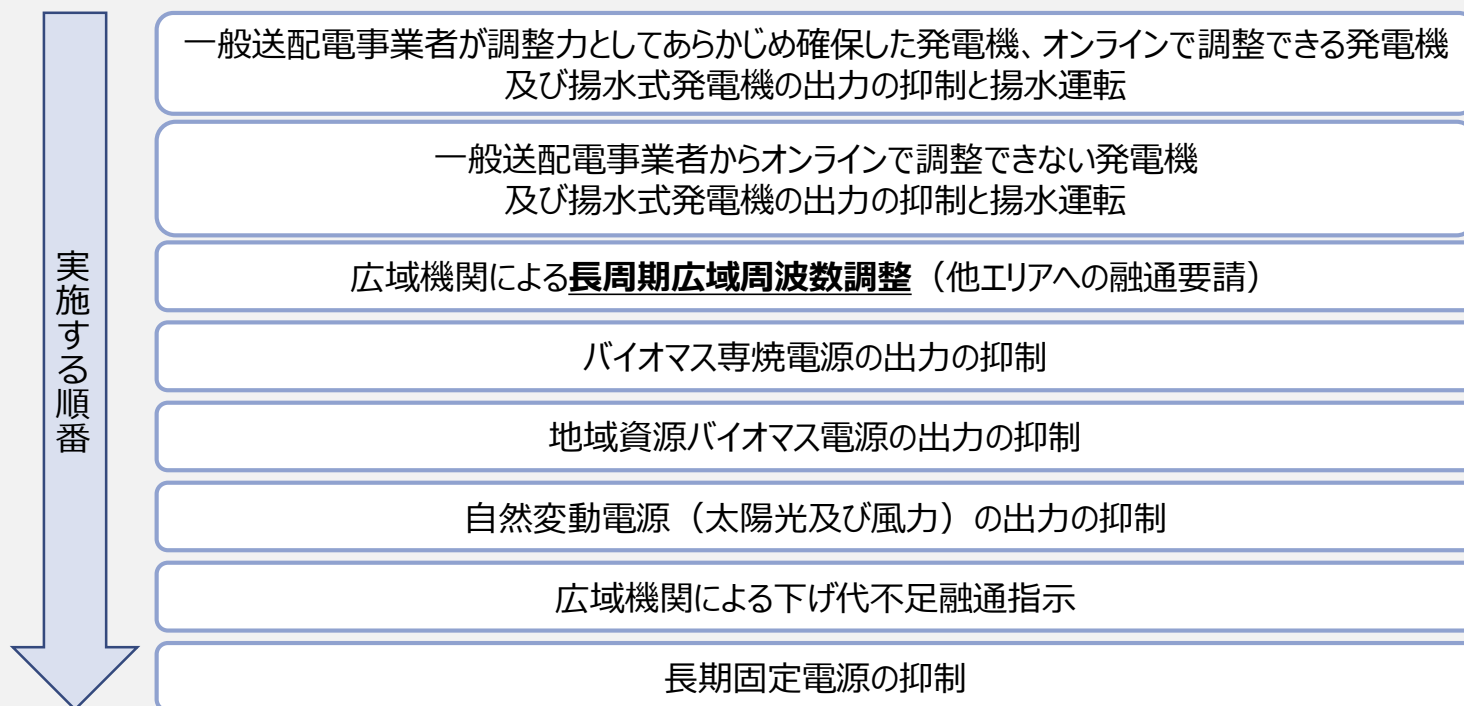 実施する順番
一般送配電事業者が調整力としてあらかじめ確保した発電機、オンラインで調整できる発電機
及び揚水式発電機の出力の抑制と揚水運転
一般送配電事業者からオンラインで調整できない発電機
及び揚水式発電機の出力の抑制と揚水運転
広域機関による長周期広域周波数調整（他エリアへの融通要請）
バイオマス専焼電源の出力の抑制
地域資源バイオマス電源の出力の抑制
自然変動電源（太陽光及び風力）の出力の抑制
広域機関による下げ代不足融通指示
長期固定電源の抑制